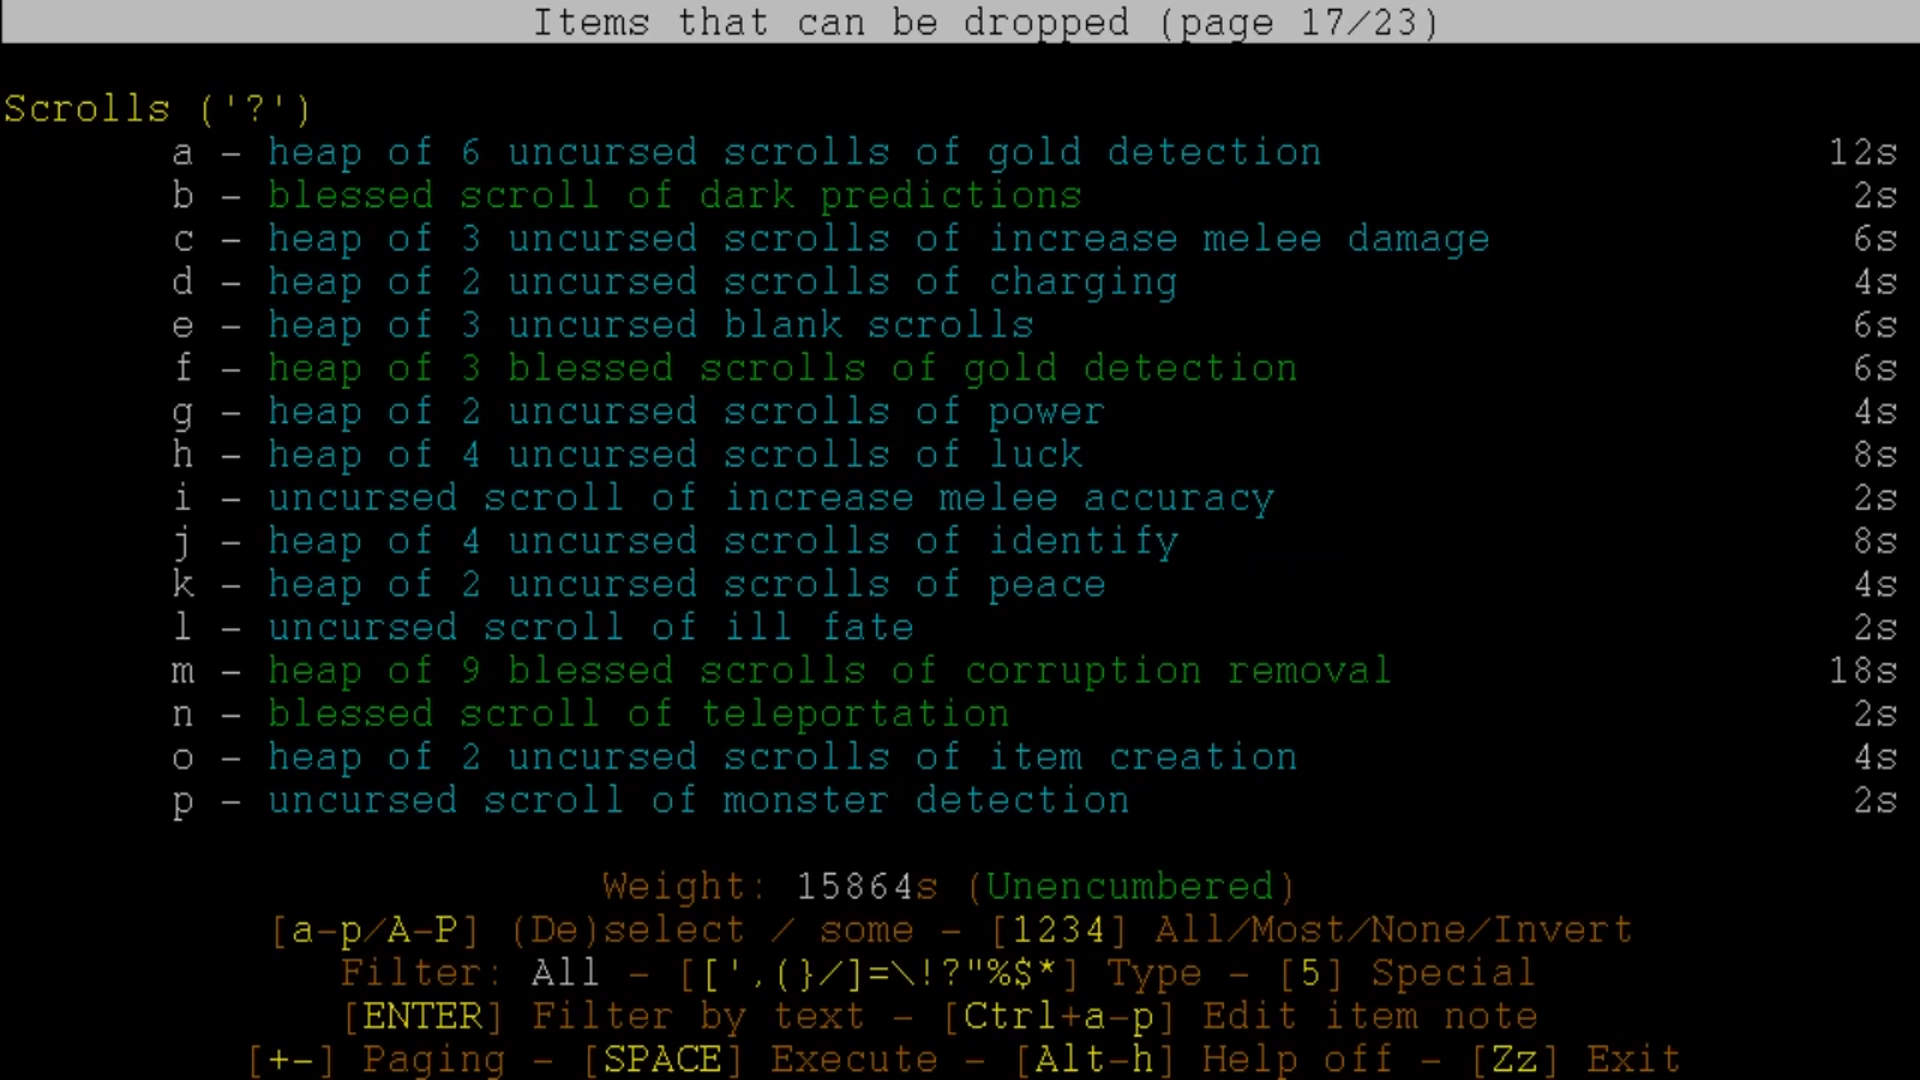 Items that can be dropped (page 17/23)
Scrolls ('?')
a - heap of 6 uncursed scrolls of gold detection 12s
b - blessed scroll of dark predictions 2s
c - heap of 3 uncursed scrolls of increase melee damage 6s
d - heap of 2 uncursed scrolls of charging 4s
e - heap of 3 uncursed blank scrolls 6s
f - heap of 3 blessed scrolls of gold detection 6s
g - heap of 2 uncursed scrolls of power 4s
h - heap of 4 uncursed scrolls of luck 8s
i - uncursed scroll of increase melee accuracy 2s
j - heap of 4 uncursed scrolls of identify 8s
k - heap of 2 uncursed scrolls of peace 4s
l - uncursed scroll of ill fate 2s
m - heap of 9 blessed scrolls of corruption removal 18s
n - blessed scroll of teleportation 2s
o - heap of 2 uncursed scrolls of item creation 4s
p - uncursed scroll of monster detection 2s
Weight: 15864s (Unencumbered)
[a-p/A-P] (De)select / some - [1234] All/Most/None/Invert
Filter: All - [[',(}/]=\!?"%$*] Type - [5] Special
[ENTER] Filter by text - [Ctrl+a-p] Edit item note
[+-] Paging - [SPACE] Execute - [Alt-h] Help off - [Zz] Exit